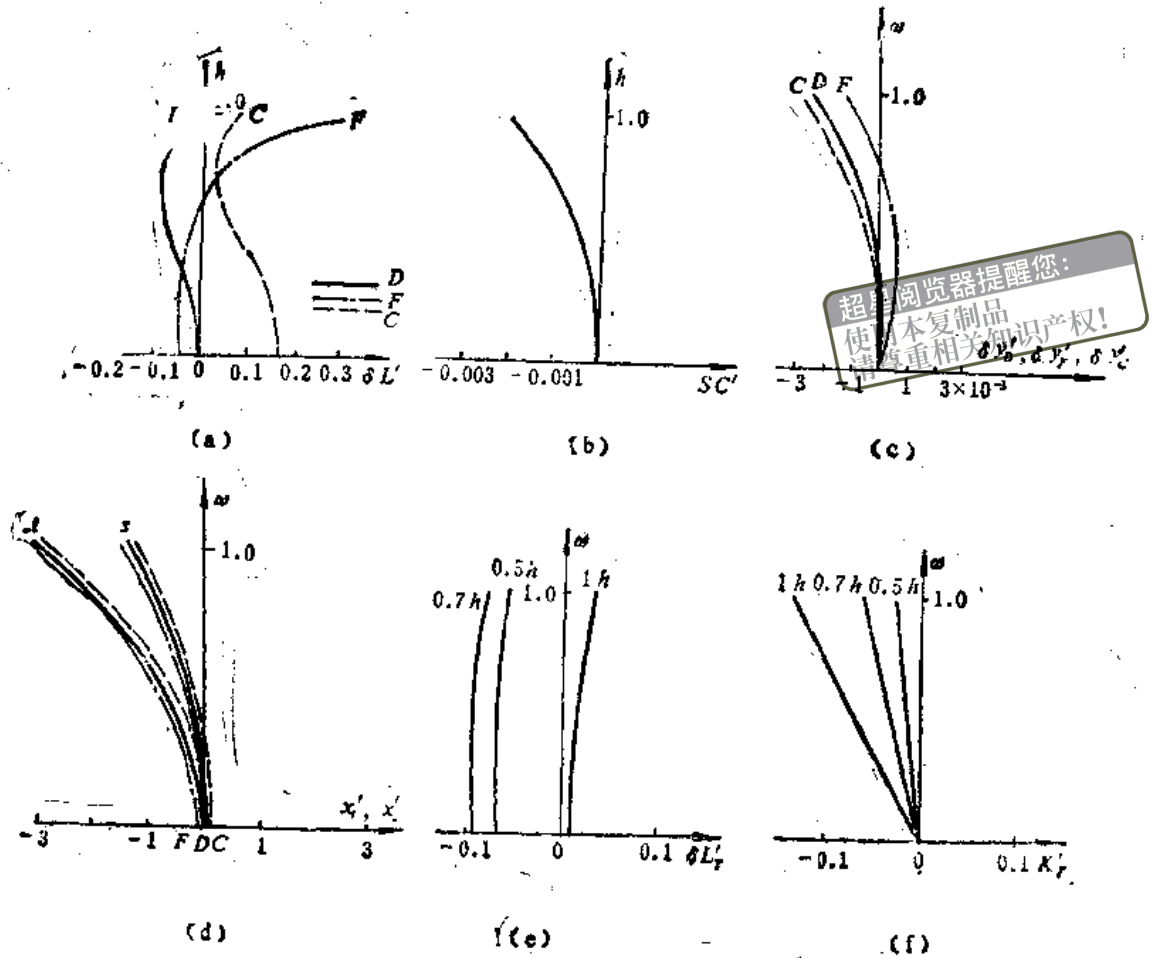 h
C
F
D
F
C
-0.2 -0.1 0 0.1 0.2 0.3 δL′
(a)
h
1.0
-0.003 -0.001 SC′
(b)
ω
C D F
1.0
-3 -1 1 3×10⁻³
(c)
超星阅览器提醒您：
使用本复制品
请尊重相关知识产权！
ω
s
1.0
-3 -1 F D C 1 3
(d)
ω
0.7h 0.5h 1.0 1h
-0.1 0 0.1
(e)
ω
1h 0.7h 0.5h
1.0
-0.1 0 0.1
(f)